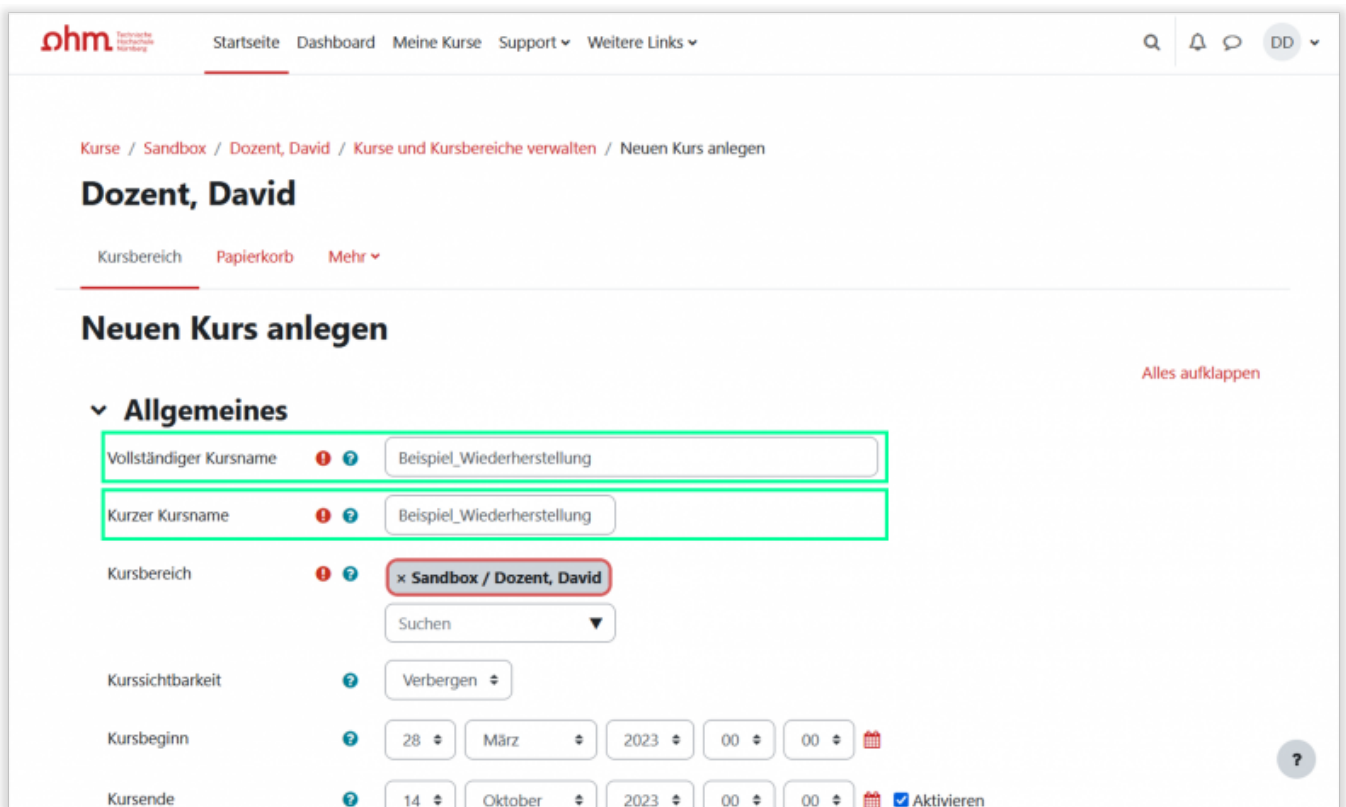 ohm Technische Hochschule Nürnberg Startseite Dashboard Meine Kurse Support Weitere Links DD
Kurse / Sandbox / Dozent, David / Kurse und Kursbereiche verwalten / Neuen Kurs anlegen
Dozent, David
Kursbereich Papierkorb Mehr
Neuen Kurs anlegen
Alles aufklappen
Allgemeines
Vollständiger Kursname ! ? Beispiel_Wiederherstellung
Kurzer Kursname ! ? Beispiel_Wiederherstellung
Kursbereich ! ? × Sandbox / Dozent, David
Suchen
Kurssichtbarkeit ? Verbergen
Kursbeginn ? 28 März 2023 00 00
?
Kursende ? 14 Oktober 2023 00 00 Aktivieren